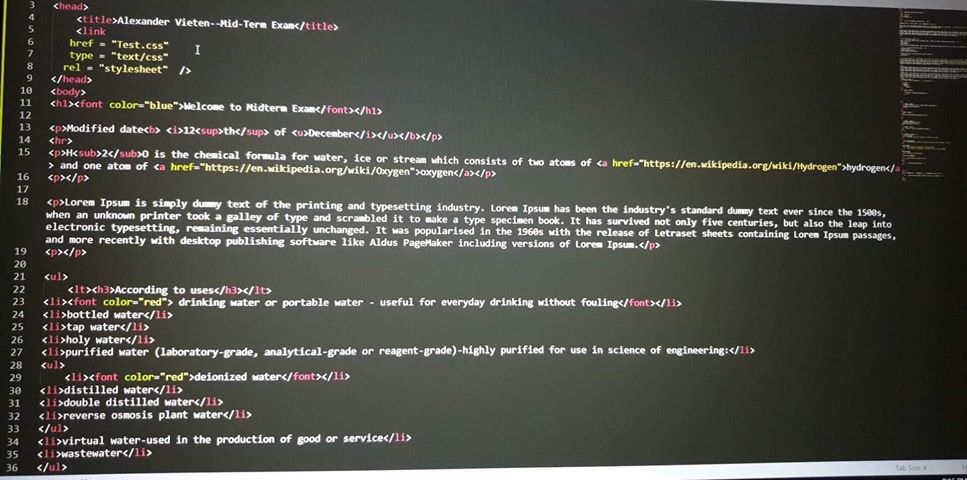 3 <head>
4 <title>Alexander Vieten--Mid-Term Exam</title>
5 <link
6 href = "Test.css"
7 type = "text/css"
8 rel = "stylesheet" />
9 </head>
10 <body>
11 <h1><font color="blue">Welcome to Midterm Exam</font></h1>
12
13 <p>Modified date<b> <i>12<sup>th</sup> of <u>December</i></u></b></p>
14 <hr>
15 <p>H<sub>2</sub>O is the chemical formula for water, ice or stream which consists of two atoms of <a href="https://en.wikipedia.org/wiki/Hydrogen">hydrogen</a
> and one atom of <a href="https://en.wikipedia.org/wiki/Oxygen">oxygen</a></p>
16 <p></p>
17
18 <p>Lorem Ipsum is simply dummy text of the printing and typesetting industry. Lorem Ipsum has been the industry's standard dummy text ever since the 1500s,
when an unknown printer took a galley of type and scrambled it to make a type specimen book. It has survived not only five centuries, but also the leap into
electronic typesetting, remaining essentially unchanged. It was popularised in the 1960s with the release of Letraset sheets containing Lorem Ipsum passages,
and more recently with desktop publishing software like Aldus PageMaker including versions of Lorem Ipsum.</p>
19 <p></p>
20
21 <ul>
22 <lt><h3>According to uses</h3></lt>
23 <li><font color="red"> drinking water or portable water - useful for everyday drinking without fouling</font></li>
24 <li>bottled water</li>
25 <li>tap water</li>
26 <li>holy water</li>
27 <li>purified water (laboratory-grade, analytical-grade or reagent-grade)-highly purified for use in science of engineering:</li>
28 <ul>
29 <li><font color="red">deionized water</font></li>
30 <li>distilled water</li>
31 <li>double distilled water</li>
32 <li>reverse osmosis plant water</li>
33 </ul>
34 <li>virtual water-used in the production of good or service</li>
35 <li>wastewater</li>
36 </ul>
Tab Size: 4